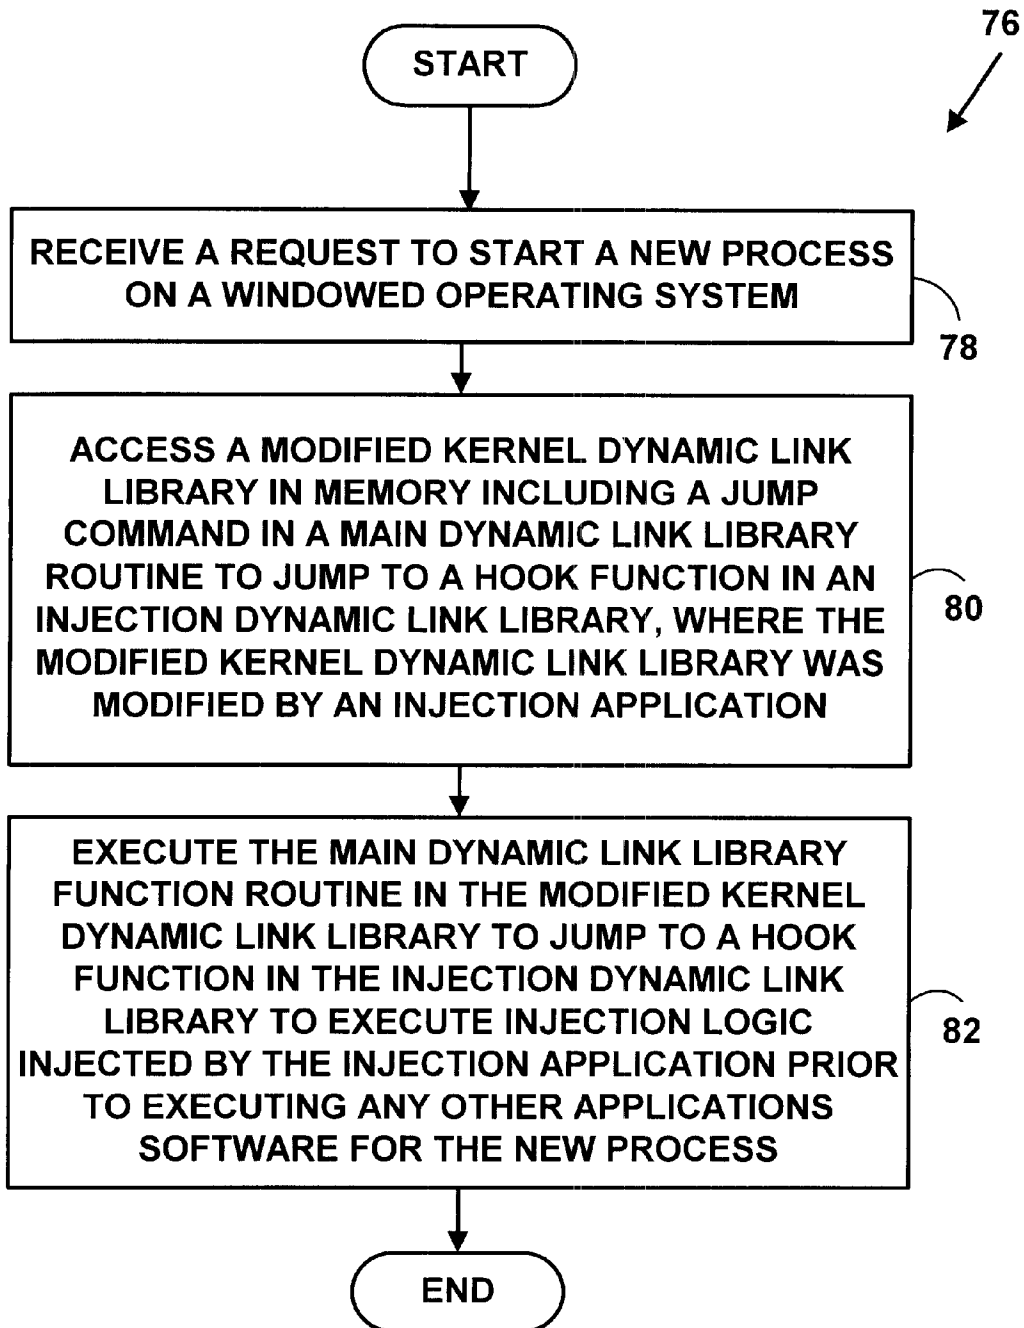 76
START
RECEIVE A REQUEST TO START A NEW PROCESS
ON A WINDOWED OPERATING SYSTEM
78
ACCESS A MODIFIED KERNEL DYNAMIC LINK
LIBRARY IN MEMORY INCLUDING A JUMP
COMMAND IN A MAIN DYNAMIC LINK LIBRARY
ROUTINE TO JUMP TO A HOOK FUNCTION IN AN
INJECTION DYNAMIC LINK LIBRARY, WHERE THE
MODIFIED KERNEL DYNAMIC LINK LIBRARY WAS
MODIFIED BY AN INJECTION APPLICATION
80
EXECUTE THE MAIN DYNAMIC LINK LIBRARY
FUNCTION ROUTINE IN THE MODIFIED KERNEL
DYNAMIC LINK LIBRARY TO JUMP TO A HOOK
FUNCTION IN THE INJECTION DYNAMIC LINK
LIBRARY TO EXECUTE INJECTION LOGIC
INJECTED BY THE INJECTION APPLICATION PRIOR
TO EXECUTING ANY OTHER APPLICATIONS
SOFTWARE FOR THE NEW PROCESS
82
END